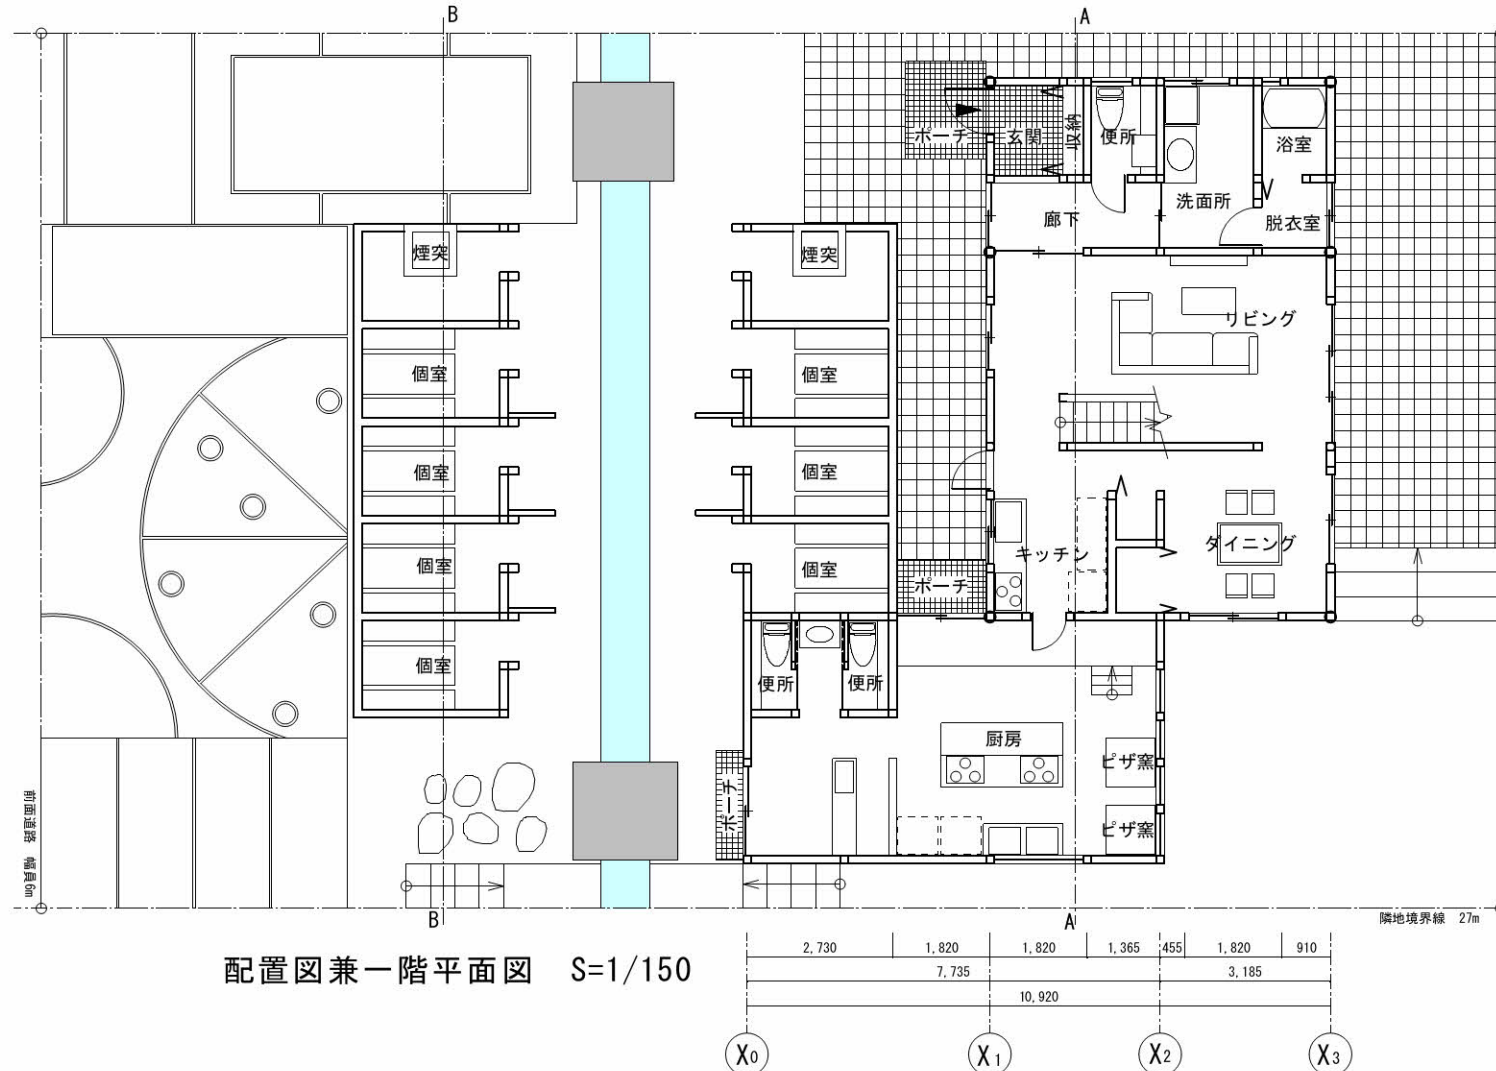 B
A
ポーチ
玄関
収納
便所
浴室
洗面所
廊下
脱衣室
煙突
煙突
リビング
個室
個室
個室
個室
個室
個室
個室
キッチン
ダイニング
ポーチ
便所
便所
厨房
ピザ窯
ピザ窯
ポーチ
前面道路 幅員6m
B
A
隣地境界線 27m
配置図兼一階平面図 S=1/150
2,730 1,820 1,820 1,365 455 1,820 910
7,735 3,185
10,920
X0 X1 X2 X3